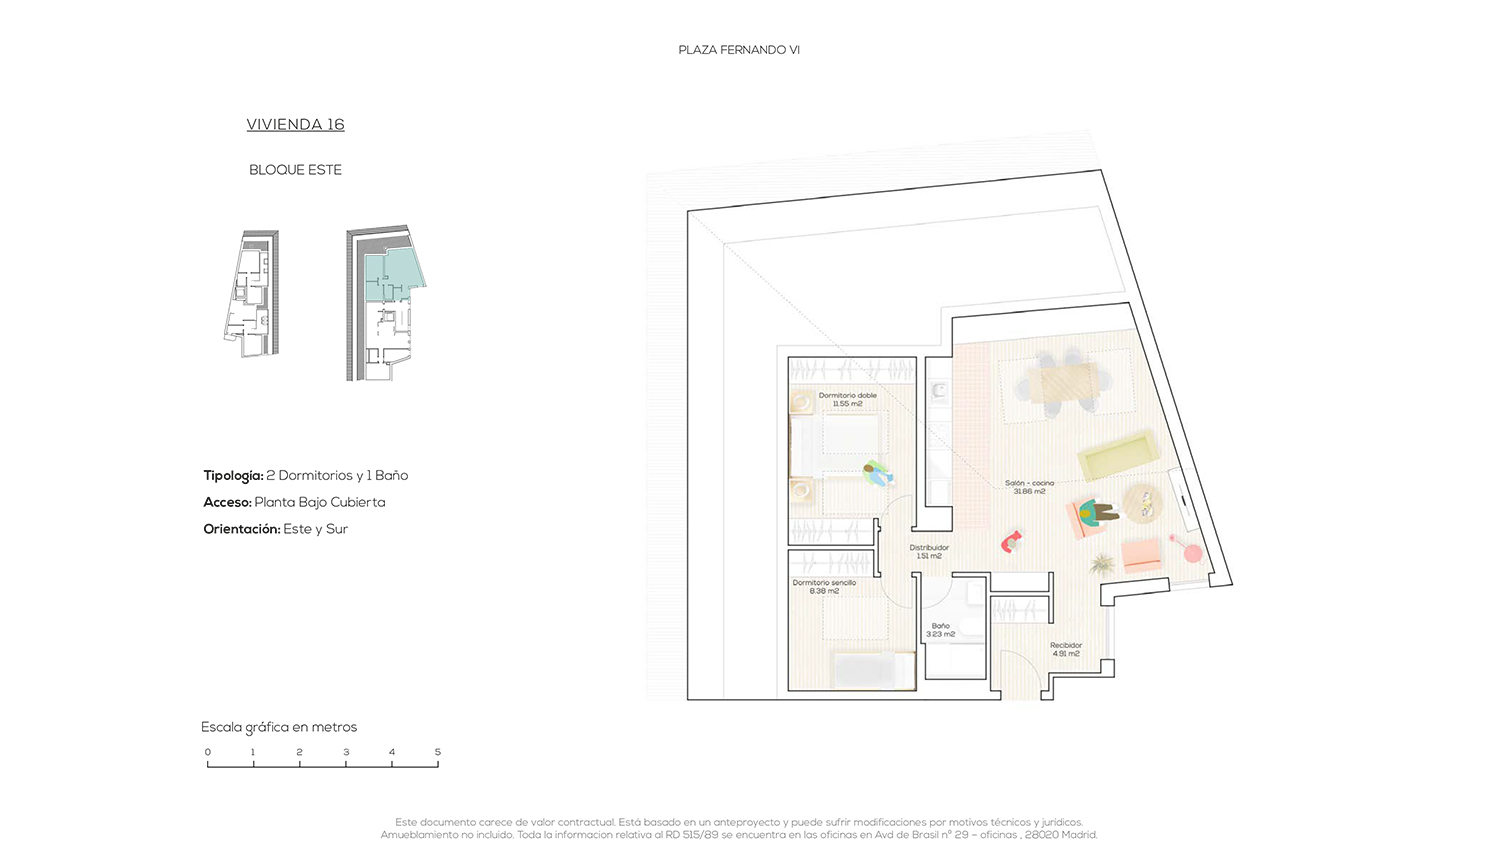 PLAZA FERNANDO VI
VIVIENDA 16
BLOQUE ESTE
Tipología: 2 Dormitorios y 1 Baño
Acceso: Planta Bajo Cubierta
Orientación: Este y Sur
Dormitorio doble
11.55 m2
Salón - cocina
31.86 m2
Distribuidor
1.51 m2
Dormitorio sencillo
8.38 m2
Baño
3.23 m2
Recibidor
4.91 m2
Escala gráfica en metros
0 1 2 3 4 5
Este documento carece de valor contractual. Está basado en un anteproyecto y puede sufrir modificaciones por motivos técnicos y jurídicos.
Amueblamiento no incluido. Toda la informacion relativa al RD 515/89 se encuentra en las oficinas en Avd de Brasil nº 29 – oficinas , 28020 Madrid.